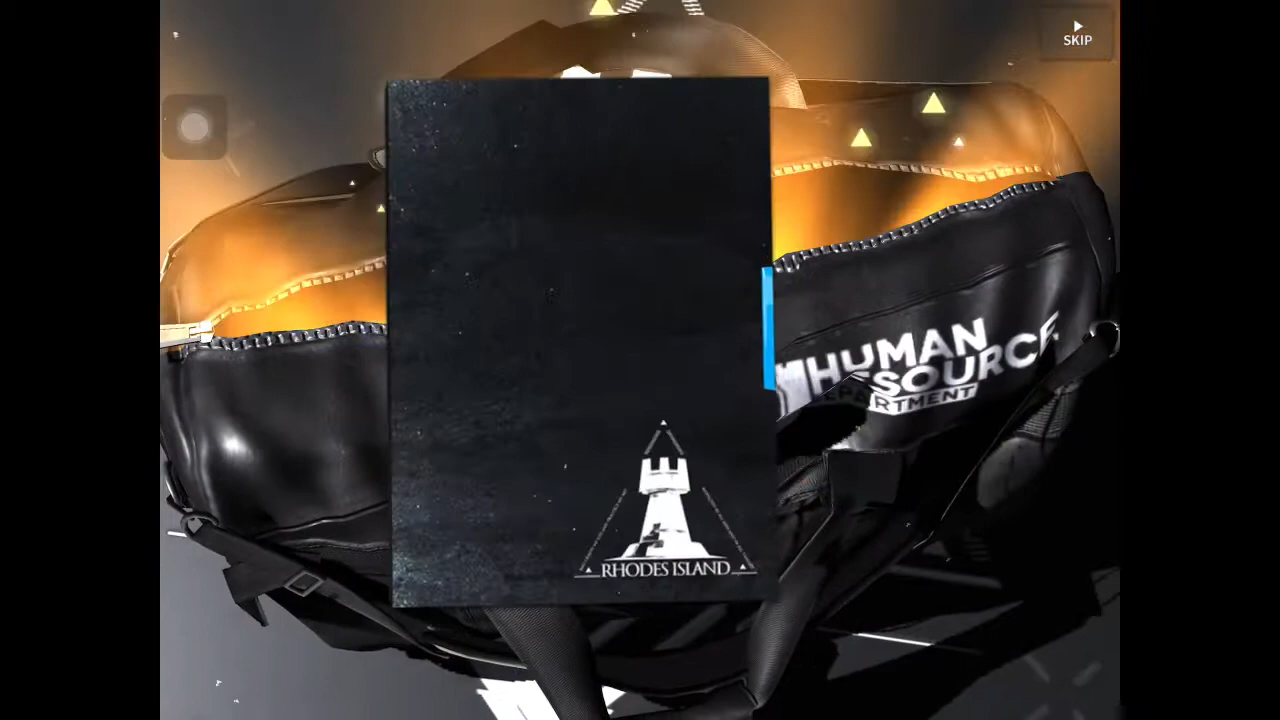 SKIP
HUMAN
RESOURCE
DEPARTMENT
RHODES ISLAND